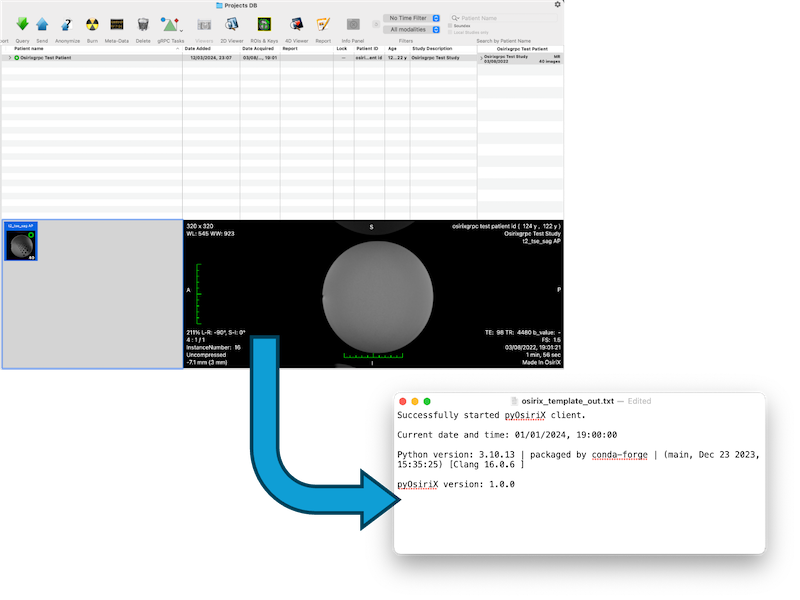 Projects DB
No Time Filter
Patient Name
All modalities
Soundex
Local Studies only
ort Query Send Anonymize Burn Meta-Data Delete gRPC Tasks Viewers 2D Viewer ROIs & Keys 4D Viewer Report Info Panel Filters Search by Patient Name
Patient name Date Added Date Acquired Report Lock Patient ID Age Study Description Osirixgrpc Test Patient
Osirixgrpc Test Patient 12/03/2024, 23:07 03/08/..., 19:01 osiri...ent id 12...22 y Osirixgrpc Test Study Osirixgrpc Test Study MR
03/08/2022 60 images
t2_tse_sag AP
60
320 x 320
WL: 545 WW: 923
S
osirixgrpc test patient id ( 124 y , 122 y )
Osirixgrpc Test Study
t2_tse_sag AP
A
P
211% L-R: -90°, S-I: 0°
4 : 1 / 1
InstanceNumber: 16
Uncompressed
-7.1 mm (3 mm)
I
TE: 98 TR: 4480 b_value: -
FS: 1.5
03/08/2022, 19:01:21
1 min, 56 sec
Made In OsiriX
osirix_template_out.txt — Edited
Successfully started pyOsiriX client.
Current date and time: 01/01/2024, 19:00:00
Python version: 3.10.13 | packaged by conda-forge | (main, Dec 23 2023,
15:35:25) [Clang 16.0.6 ]
pyOsiriX version: 1.0.0